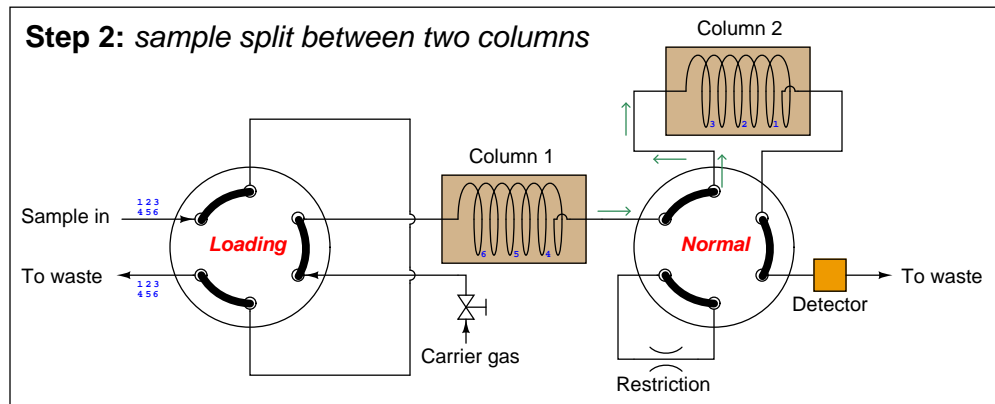 Step 2: sample split between two columns
Column 2
3 2 1
Column 1
6 5 4
Sample in
1 2 3
4 5 6
Loading
Normal
To waste
1 2 3
4 5 6
Carrier gas
Detector
To waste
Restriction